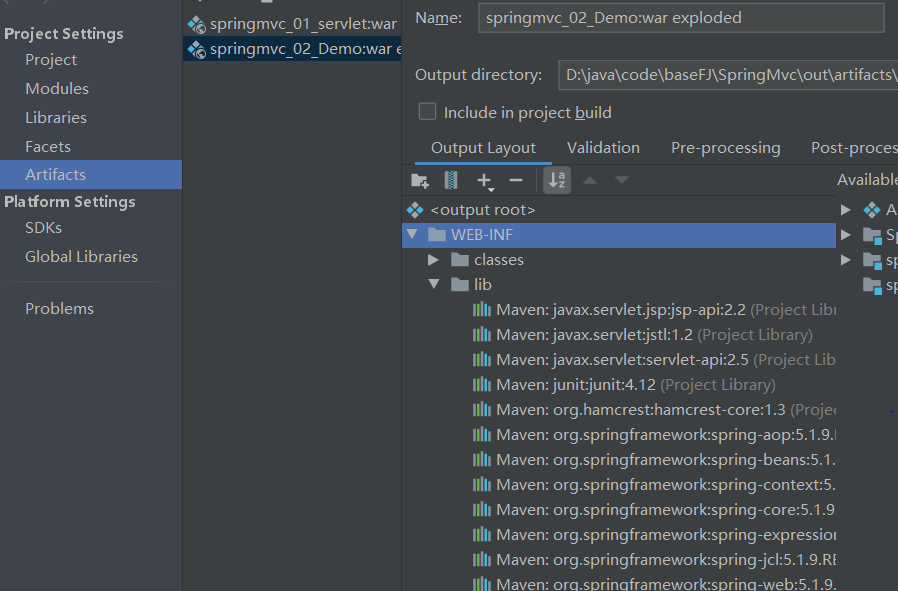 Project Settings
Project
Modules
Libraries
Facets
Artifacts
Platform Settings
SDKs
Global Libraries
Problems
springmvc_01_servlet:war
springmvc_02_Demo:war e
Name: springmvc_02_Demo:war exploded
Output directory: D:\java\code\baseFJ\SpringMvc\out\artifacts\
Include in project build
Output Layout Validation Pre-processing Post-proces
Available
<output root>
WEB-INF
classes
lib
Maven: javax.servlet.jsp:jsp-api:2.2 (Project Libr
Maven: javax.servlet:jstl:1.2 (Project Library)
Maven: javax.servlet:servlet-api:2.5 (Project Lib
Maven: junit:junit:4.12 (Project Library)
Maven: org.hamcrest:hamcrest-core:1.3 (Projec
Maven: org.springframework:spring-aop:5.1.9.
Maven: org.springframework:spring-beans:5.1.
Maven: org.springframework:spring-context:5.
Maven: org.springframework:spring-core:5.1.9
Maven: org.springframework:spring-expression
Maven: org.springframework:spring-jcl:5.1.9.RE
Maven: org.springframework:spring-web:5.1.9.
A
Sp
sp
sp